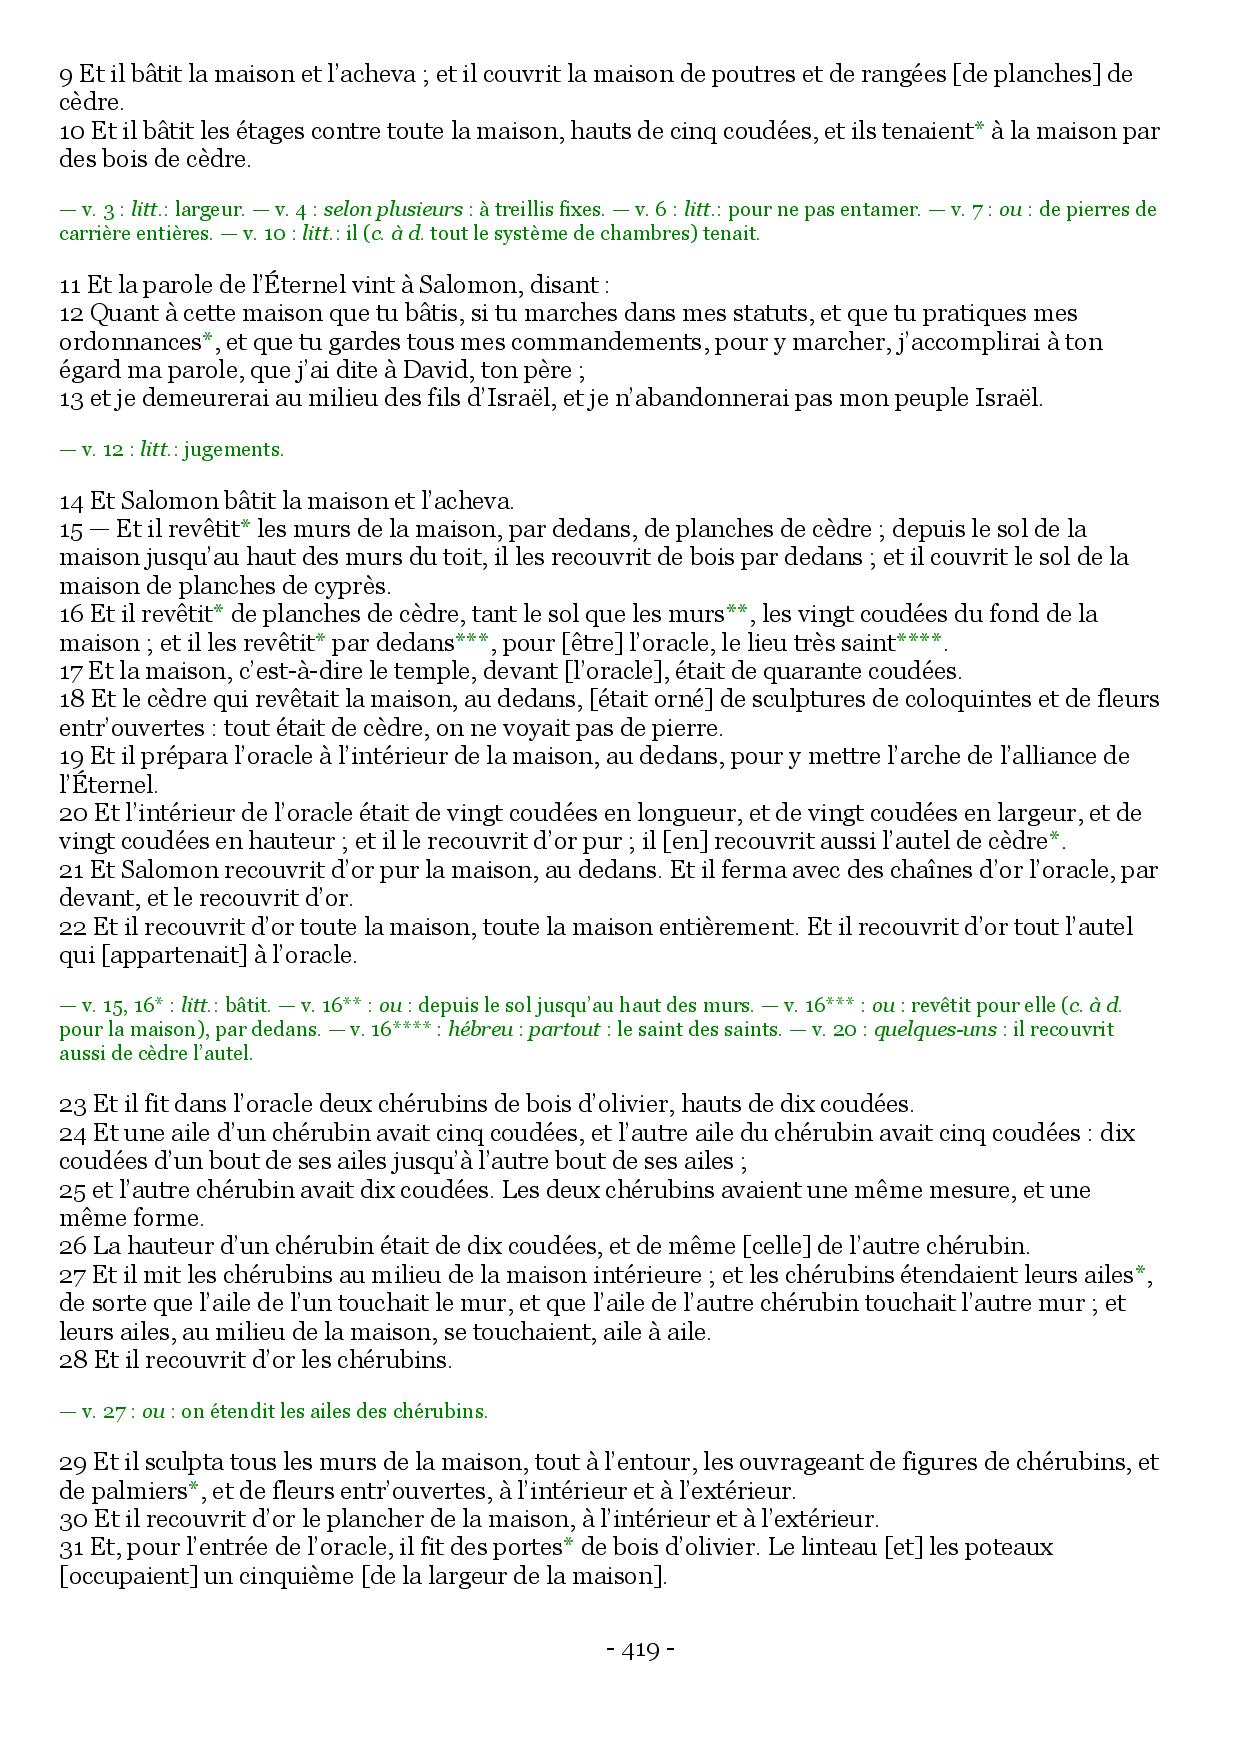 9 Et il bâtit la maison et l’acheva ; et il couvrit la maison de poutres et de rangées [de planches] de
cèdre.
10 Et il bâtit les étages contre toute la maison, hauts de cinq coudées, et ils tenaient* à la maison par
des bois de cèdre.
— v. 3 : litt.: largeur. — v. 4 : selon plusieurs : à treillis fixes. — v. 6 : litt.: pour ne pas entamer. — v. 7 : ou : de pierres de
carrière entières. — v. 10 : litt.: il (c. à d. tout le système de chambres) tenait.
11 Et la parole de l’Éternel vint à Salomon, disant :
12 Quant à cette maison que tu bâtis, si tu marches dans mes statuts, et que tu pratiques mes
ordonnances*, et que tu gardes tous mes commandements, pour y marcher, j’accomplirai à ton
égard ma parole, que j’ai dite à David, ton père ;
13 et je demeurerai au milieu des fils d’Israël, et je n’abandonnerai pas mon peuple Israël.
— v. 12 : litt.: jugements.
14 Et Salomon bâtit la maison et l’acheva.
15 — Et il revêtit* les murs de la maison, par dedans, de planches de cèdre ; depuis le sol de la
maison jusqu’au haut des murs du toit, il les recouvrit de bois par dedans ; et il couvrit le sol de la
maison de planches de cyprès.
16 Et il revêtit* de planches de cèdre, tant le sol que les murs**, les vingt coudées du fond de la
maison ; et il les revêtit* par dedans***, pour [être] l’oracle, le lieu très saint****.
17 Et la maison, c’est-à-dire le temple, devant [l’oracle], était de quarante coudées.
18 Et le cèdre qui revêtait la maison, au dedans, [était orné] de sculptures de coloquintes et de fleurs
entr’ouvertes : tout était de cèdre, on ne voyait pas de pierre.
19 Et il prépara l’oracle à l’intérieur de la maison, au dedans, pour y mettre l’arche de l’alliance de
l’Éternel.
20 Et l’intérieur de l’oracle était de vingt coudées en longueur, et de vingt coudées en largeur, et de
vingt coudées en hauteur ; et il le recouvrit d’or pur ; il [en] recouvrit aussi l’autel de cèdre*.
21 Et Salomon recouvrit d’or pur la maison, au dedans. Et il ferma avec des chaînes d’or l’oracle, par
devant, et le recouvrit d’or.
22 Et il recouvrit d’or toute la maison, toute la maison entièrement. Et il recouvrit d’or tout l’autel
qui [appartenait] à l’oracle.
— v. 15, 16* : litt.: bâtit. — v. 16** : ou : depuis le sol jusqu’au haut des murs. — v. 16*** : ou : revêtit pour elle (c. à d.
pour la maison), par dedans. — v. 16**** : hébreu : partout : le saint des saints. — v. 20 : quelques-uns : il recouvrit
aussi de cèdre l’autel.
23 Et il fit dans l’oracle deux chérubins de bois d’olivier, hauts de dix coudées.
24 Et une aile d’un chérubin avait cinq coudées, et l’autre aile du chérubin avait cinq coudées : dix
coudées d’un bout de ses ailes jusqu’à l’autre bout de ses ailes ;
25 et l’autre chérubin avait dix coudées. Les deux chérubins avaient une même mesure, et une
même forme.
26 La hauteur d’un chérubin était de dix coudées, et de même [celle] de l’autre chérubin.
27 Et il mit les chérubins au milieu de la maison intérieure ; et les chérubins étendaient leurs ailes*,
de sorte que l’aile de l’un touchait le mur, et que l’aile de l’autre chérubin touchait l’autre mur ; et
leurs ailes, au milieu de la maison, se touchaient, aile à aile.
28 Et il recouvrit d’or les chérubins.
— v. 27 : ou : on étendit les ailes des chérubins.
29 Et il sculpta tous les murs de la maison, tout à l’entour, les ouvrageant de figures de chérubins, et
de palmiers*, et de fleurs entr’ouvertes, à l’intérieur et à l’extérieur.
30 Et il recouvrit d’or le plancher de la maison, à l’intérieur et à l’extérieur.
31 Et, pour l’entrée de l’oracle, il fit des portes* de bois d’olivier. Le linteau [et] les poteaux
[occupaient] un cinquième [de la largeur de la maison].
- 419 -